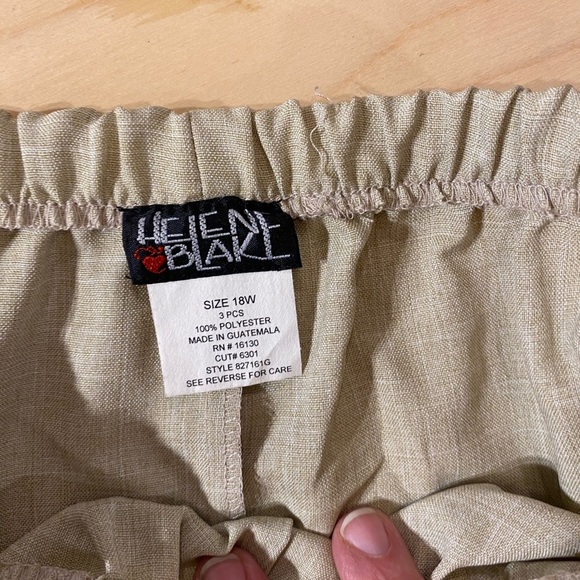 HELENE
BLAKE
SIZE 18W
3 PCS
100% POLYESTER
MADE IN GUATEMALA
RN # 16130
CUT# 6301
STYLE 827161G
SEE REVERSE FOR CARE